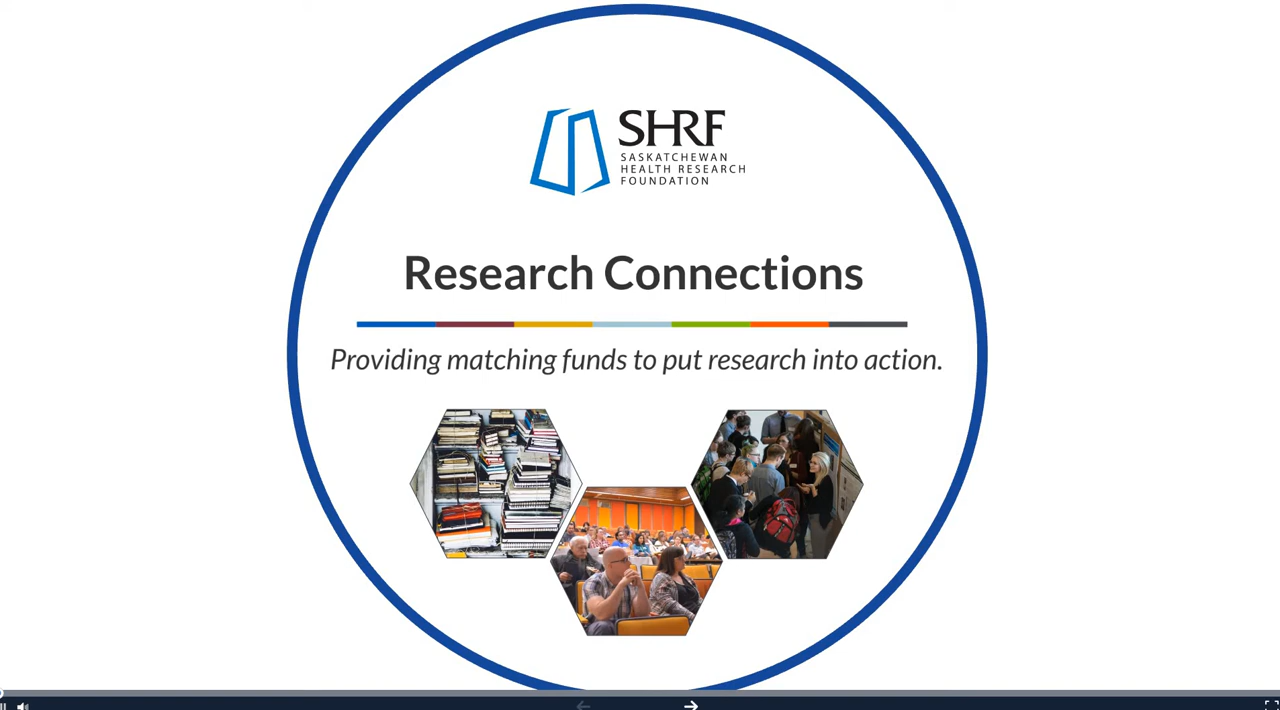 SHRF
SASKATCHEWAN
HEALTH RESEARCH
FOUNDATION
Research Connections
Providing matching funds to put research into action.